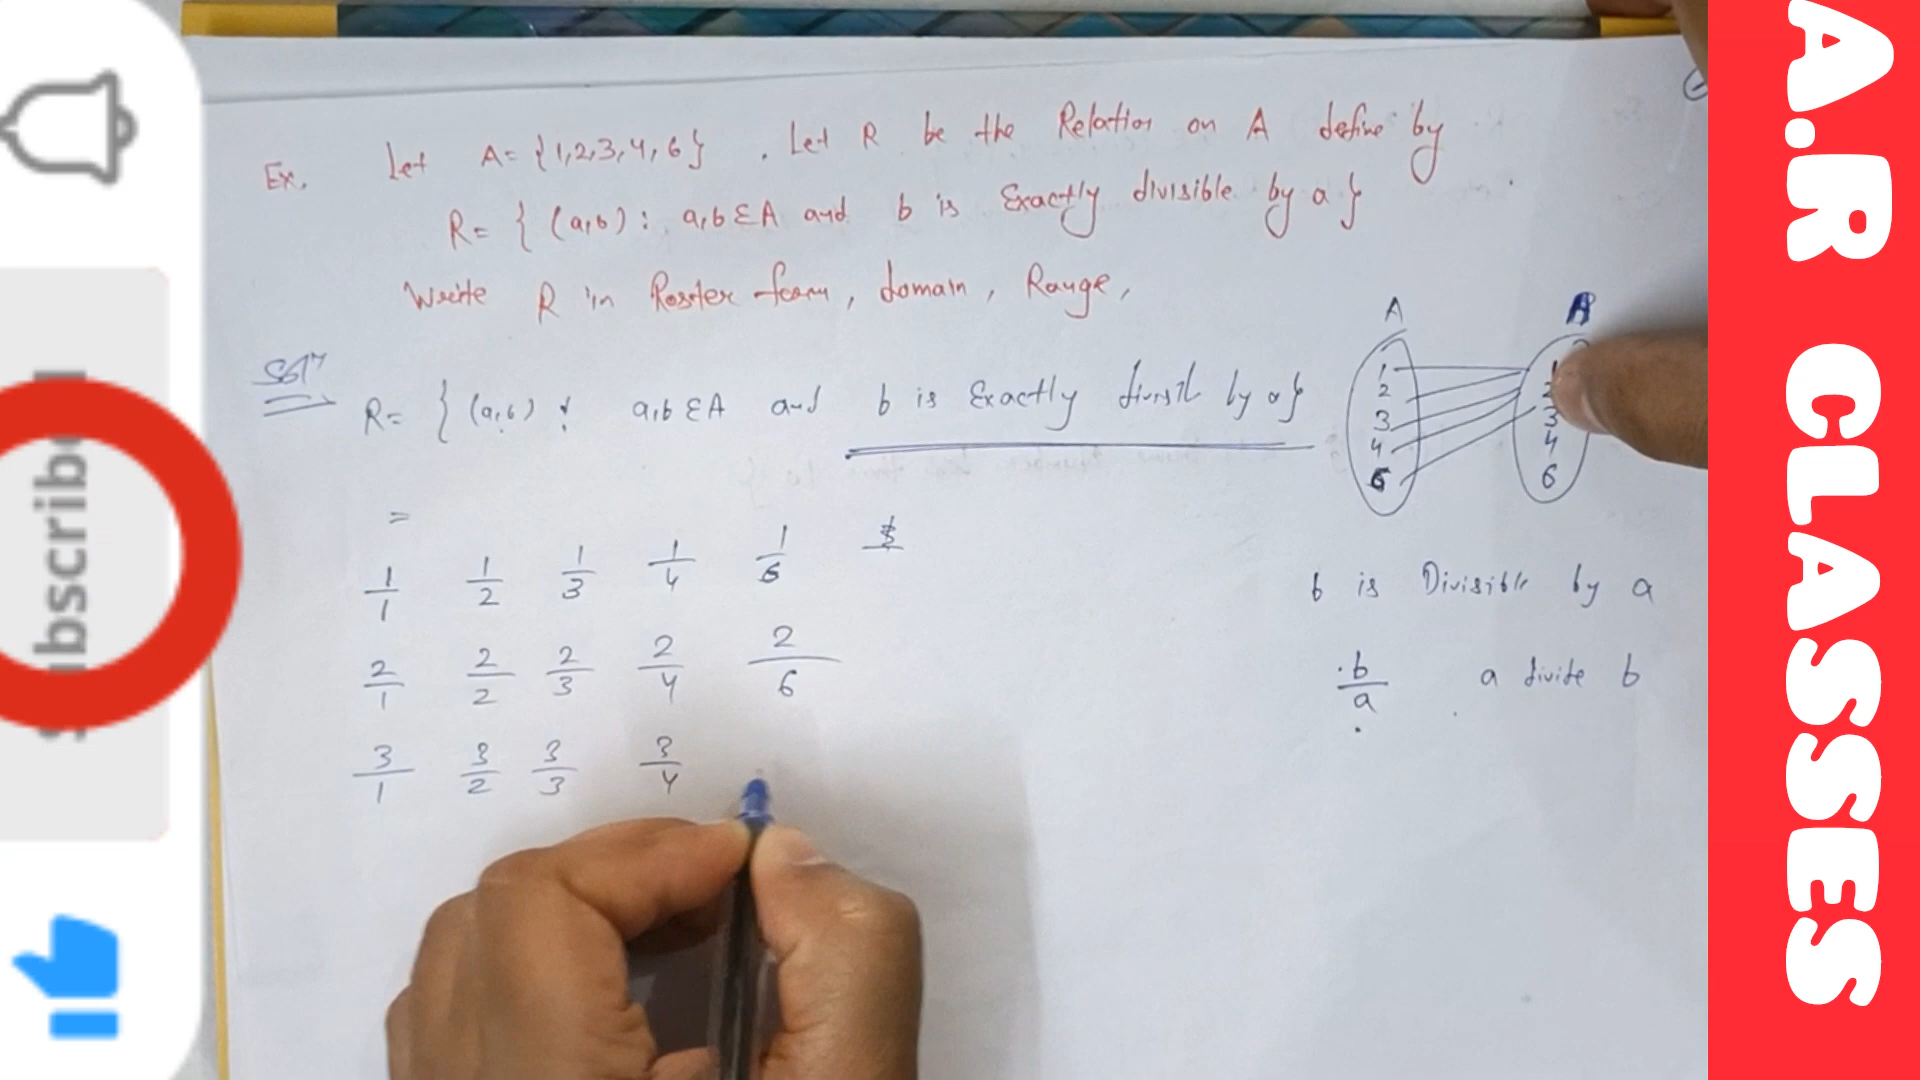 Ex. Let A= {1,2,3,4,6} . Let R be the Relation on A define by
R= { (a,b) : a,b ε A and b is Exactly divisible by a }
Write R in Roster form, domain, Range,
Solⁿ
R= { (a,b) : a,b ε A and b is Exactly divisible by a }
A
1
2
3
4
6
1
2
3
4
6
=
1/1 1/2 1/3 1/4 1/6
2/1 2/2 2/3 2/4 2/6
3/1 3/2 3/3 3/4
b is Divisible by a
b/a a divide b
A.R CLASSES